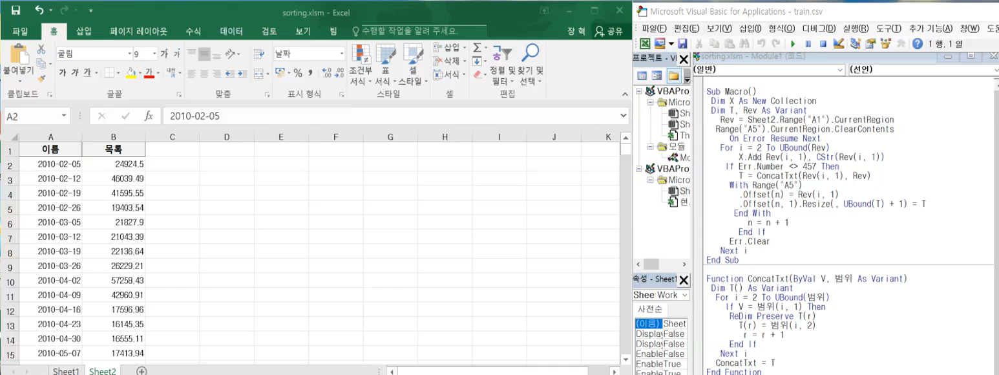 sorting.xlsm - Excel
파일 홈 삽입 페이지 레이아웃 수식 데이터 검토 보기 팀 수행할 작업을 알려 주세요. 장 혁 공유
붙여넣기
굴림 9 가 가
가 가 가 가 내천
날짜
% ,
조건부 서식 표 서식 셀 스타일
삽입
삭제
서식
정렬 및 필터 찾기 및 선택
클립보드 글꼴 맞춤 표시 형식 스타일 셀 편집
A2 fx 2010-02-05
A B C D E F G H I J K
1 이름 목록
2 2010-02-05 24924.5
3 2010-02-12 46039.49
4 2010-02-19 41595.55
5 2010-02-26 19403.54
6 2010-03-05 21827.9
7 2010-03-12 21043.39
8 2010-03-19 22136.64
9 2010-03-26 26229.21
10 2010-04-02 57258.43
11 2010-04-09 42960.91
12 2010-04-16 17596.96
13 2010-04-23 16145.35
14 2010-04-30 16555.11
15 2010-05-07 17413.94
Sheet1 Sheet2
Microsoft Visual Basic for Applications - train.csv
파일(F) 편집(E) 보기(V) 삽입(I) 형식(O) 디버그(D) 실행(R) 도구(T) 추가 기능(A) 창(W) 도움
1 행, 1 열
프로젝트 - VI
VBAPro
Micro
Sh
Sh
Th
모듈
Mo
VBAPro
Micro
Sh
현
속성 - Sheet1
Shee Work
사전순
(이름) Sheet
Display False
Display False
Enable False
Enable True
Enable True
sorting.xlsm - Module1 (코드)
(일반) (선언)
Sub Macro()
Dim X As New Collection
Dim T, Rev As Variant
Rev = Sheet2.Range("A1").CurrentRegion
Range("A5").CurrentRegion.ClearContents
On Error Resume Next
For i = 2 To UBound(Rev)
X.Add Rev(i, 1), CStr(Rev(i, 1))
If Err.Number <> 457 Then
T = ConcatTxt(Rev(i, 1), Rev)
With Range("A5")
.Offset(n) = Rev(i, 1)
.Offset(n, 1).Resize(, UBound(T) + 1) = T
End With
n = n + 1
End If
Err.Clear
Next i
End Sub
Function ConcatTxt(ByVal V, 범위 As Variant)
Dim T() As Variant
For i = 2 To UBound(범위)
If V = 범위(i, 1) Then
ReDim Preserve T(r)
T(r) = 범위(i, 2)
r = r + 1
End If
Next i
ConcatTxt = T
End Function